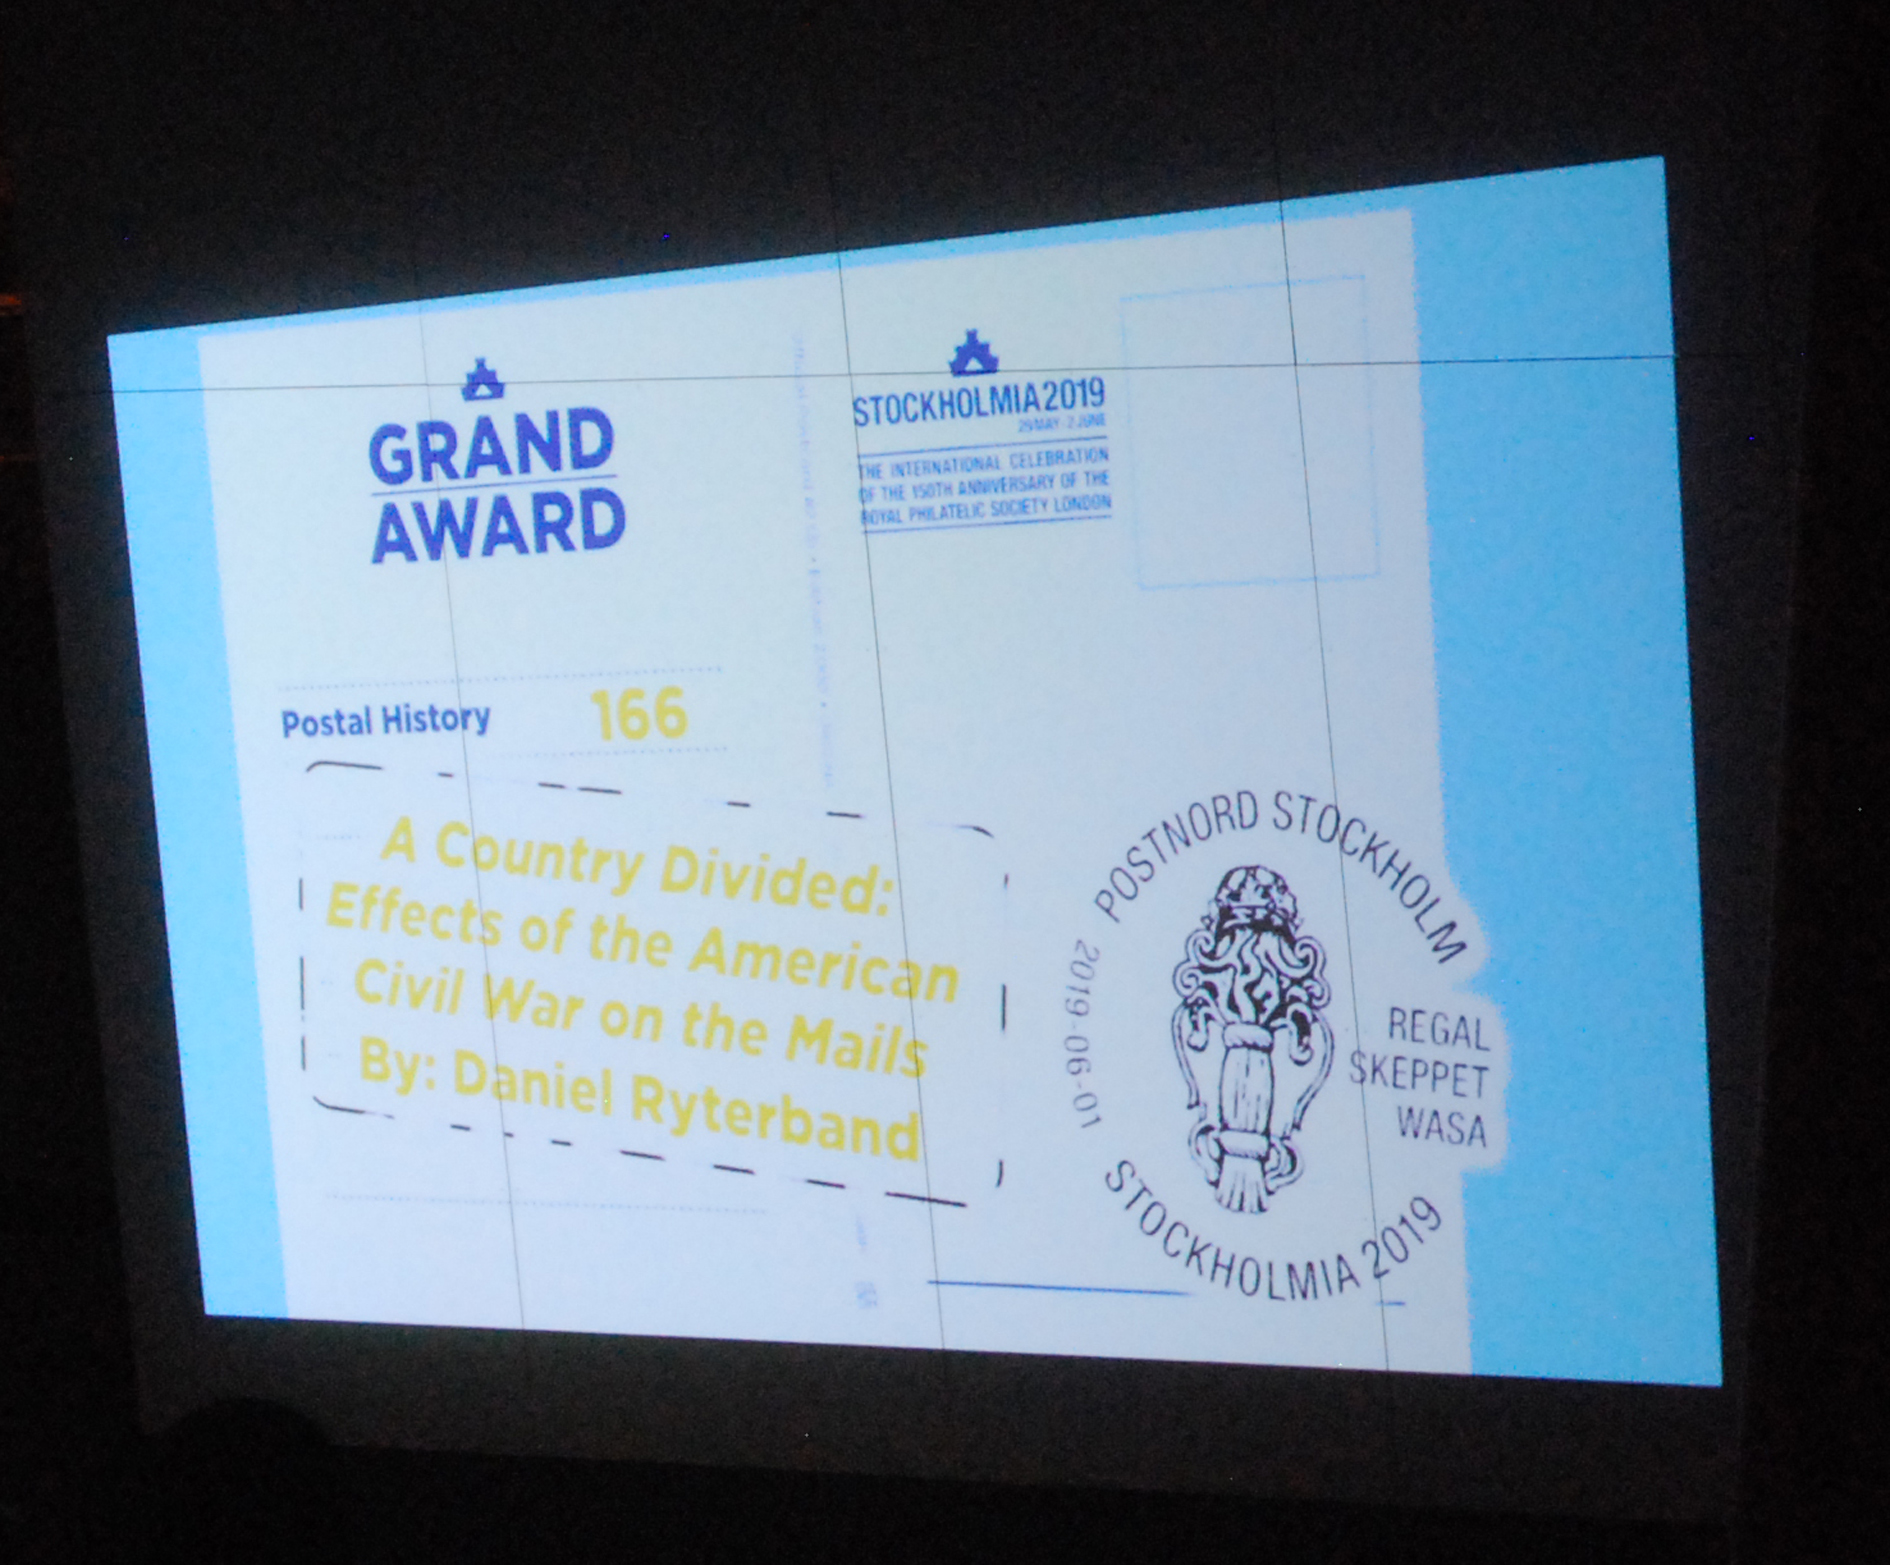 GRAND
AWARD
STOCKHOLMIA 2019
29 MAY - 2 JUNE
THE INTERNATIONAL CELEBRATION
OF THE 150TH ANNIVERSARY OF THE
ROYAL PHILATELIC SOCIETY LONDON
Postal History 166
A Country Divided:
Effects of the American
Civil War on the Mails
By: Daniel Ryterband
POSTNORD STOCKHOLM
2019-06-01
REGAL
SKEPPET
WASA
STOCKHOLMIA 2019